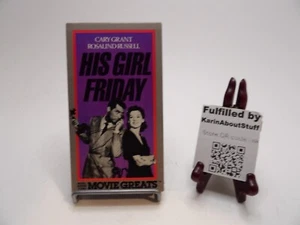 CARY GRANT
ROSALIND RUSSELL
HIS GIRL
FRIDAY
MOVIE GREATS
Fulfilled by
KarinAboutStuff